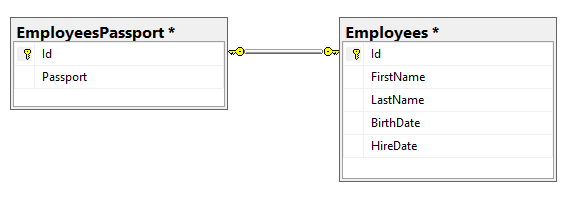 EmployeesPassport *
Id
Passport
Employees *
Id
FirstName
LastName
BirthDate
HireDate